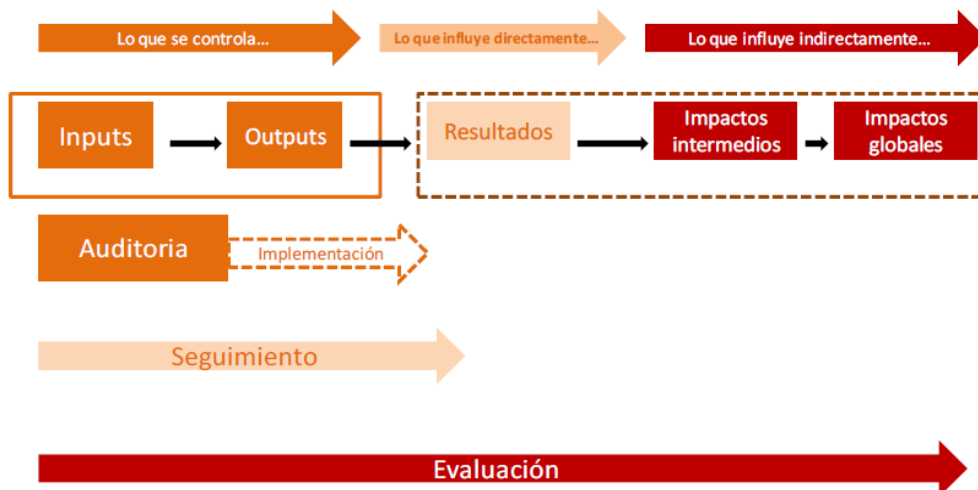 Lo que se controla...
Lo que influye directamente...
Lo que influye indirectamente...
Inputs
Outputs
Resultados
Impactos
intermedios
Impactos
globales
Auditoria
Implementación
Seguimiento
Evaluación